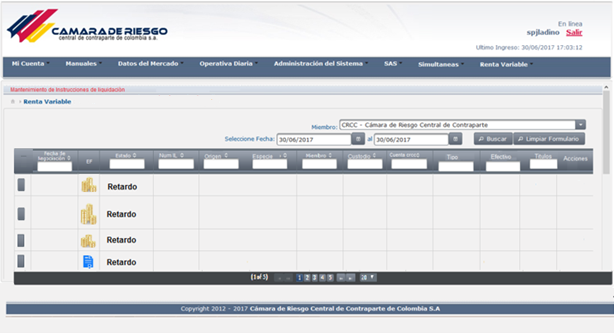 CAMARA DE RIESGO
central de contraparte de colombia s.a.
En línea
spjladino Salir
Ultimo Ingreso: 30/06/2017 17:03:12
Mi Cuenta Manuales Datos del Mercado Operativa Diaria Administración del Sistema SAS Simultaneas Renta Variable
Mantenimiento de Instrucciones de liquidación
Renta Variable
Miembro: CRCC - Cámara de Riesgo Central de Contraparte
Seleccione Fecha: 30/06/2017 al 30/06/2017 Buscar Limpiar Formulario
Fecha de Negociación EF Estado Num IL Origen Especie Miembro Custodio Cuenta Tipo Efectivo Titulos Acciones
Retardo
Retardo
Retardo
Retardo
(1 of 5) 1 2 3 4 5
Copyright 2012 - 2017 Cámara de Riesgo Central de Contraparte de Colombia S.A